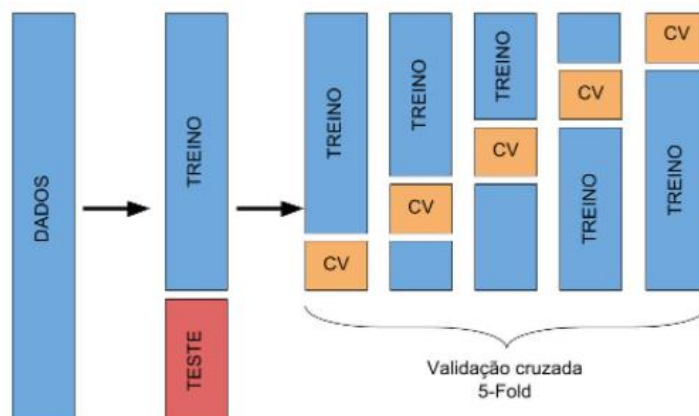 DADOS
TREINO
TESTE
TREINO
CV
TREINO
CV
TREINO
CV
CV
TREINO
CV
TREINO
Validação cruzada
5-Fold